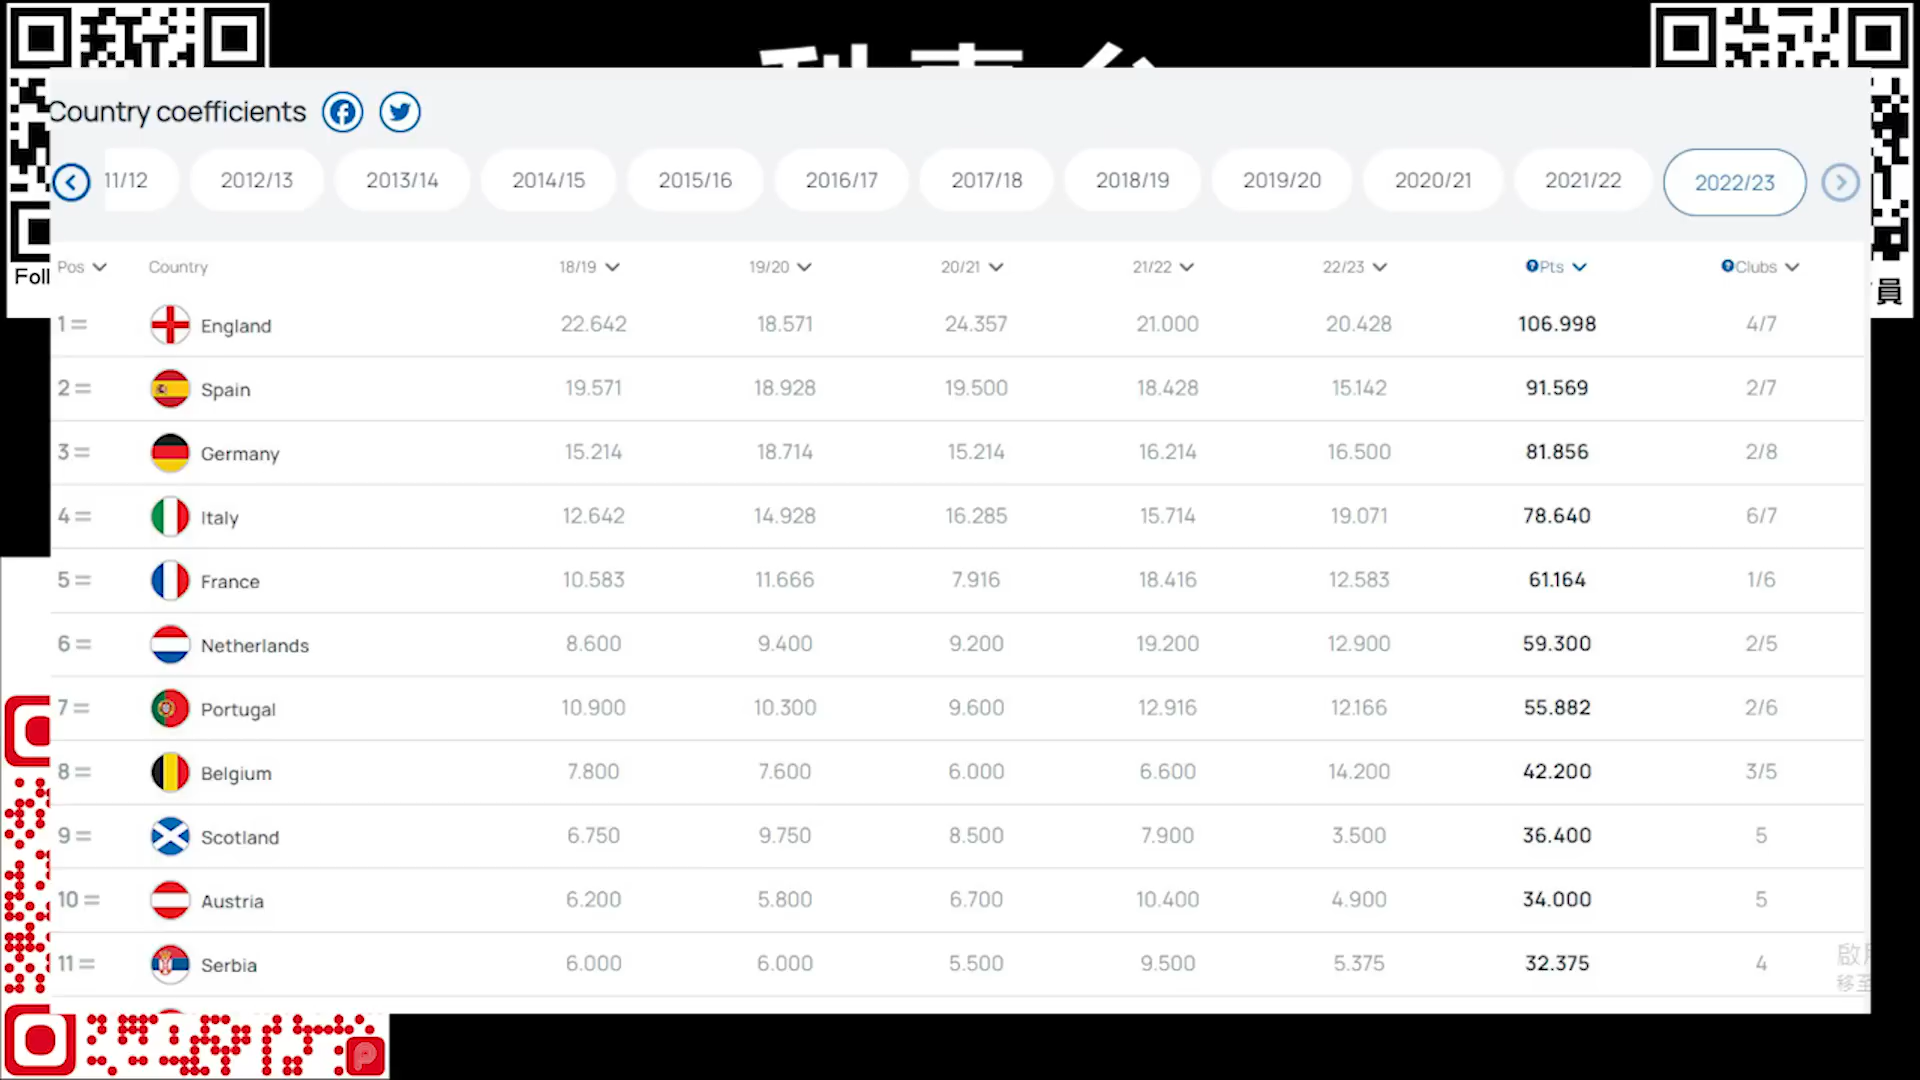 Country coefficients
11/12 2012/13 2013/14 2014/15 2015/16 2016/17 2017/18 2018/19 2019/20 2020/21 2021/22 2022/23
Foll
員
Pos Country 18/19 19/20 20/21 21/22 22/23 Pts Clubs
1 = England 22.642 18.571 24.357 21.000 20.428 106.998 4/7
2 = Spain 19.571 18.928 19.500 18.428 15.142 91.569 2/7
3 = Germany 15.214 18.714 15.214 16.214 16.500 81.856 2/8
4 = Italy 12.642 14.928 16.285 15.714 19.071 78.640 6/7
5 = France 10.583 11.666 7.916 18.416 12.583 61.164 1/6
6 = Netherlands 8.600 9.400 9.200 19.200 12.900 59.300 2/5
7 = Portugal 10.900 10.300 9.600 12.916 12.166 55.882 2/6
8 = Belgium 7.800 7.600 6.000 6.600 14.200 42.200 3/5
9 = Scotland 6.750 9.750 8.500 7.900 3.500 36.400 5
10 = Austria 6.200 5.800 6.700 10.400 4.900 34.000 5
11 = Serbia 6.000 6.000 5.500 9.500 5.375 32.375 4
啟
移至